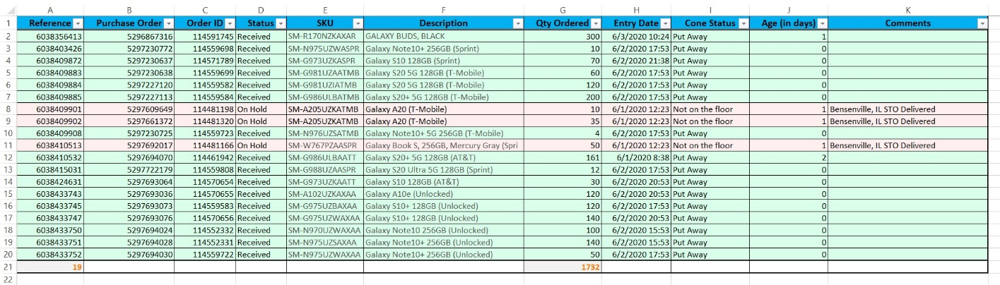 A B C D E F G H I J K
1 Reference Purchase Order Order ID Status SKU Description Qty Ordered Entry Date Cone Status Age (in days) Comments
2 6038356413 5296867316 114591745 Received SM-R170NZKAXAR GALAXY BUDS, BLACK 300 6/3/2020 10:24 Put Away 1
3 6038403426 5297230772 114559698 Received SM-N975UZWASPR Galaxy Note10+ 256GB (Sprint) 10 6/2/2020 17:53 Put Away 0
4 6038409872 5297230637 114571789 Received SM-G973UZKASPR Galaxy S10 128GB (Sprint) 70 6/2/2020 21:38 Put Away 0
5 6038409883 5297230638 114559699 Received SM-G981UZAATMB Galaxy S20 5G 128GB (T-Mobile) 60 6/2/2020 17:53 Put Away 0
6 6038409884 5297227120 114559582 Received SM-G981UZIATMB Galaxy S20 5G 128GB (T-Mobile) 120 6/2/2020 17:53 Put Away 0
7 6038409885 5297227113 114559584 Received SM-G986ULBATMB Galaxy S20+ 5G 128GB (T-Mobile) 200 6/2/2020 17:53 Put Away 0
8 6038409901 5297609649 114481198 On Hold SM-A205UZKATMB Galaxy A20 (T-Mobile) 10 6/1/2020 12:23 Not on the floor 1 Bensenville, IL STO Delivered
9 6038409902 5297661372 114481320 On Hold SM-A205UZKATMB Galaxy A20 (T-Mobile) 35 6/1/2020 12:23 Not on the floor 1 Bensenville, IL STO Delivered
10 6038409908 5297230725 114559723 Received SM-N976UZSATMB Galaxy Note10+ 5G 256GB (T-Mobile) 4 6/2/2020 17:53 Put Away 0
11 6038410513 5297692017 114481166 On Hold SM-W767PZAASPR Galaxy Book S, 256GB, Mercury Gray (Spri 50 6/1/2020 12:23 Not on the floor 1 Bensenville, IL STO Delivered
12 6038410532 5297694070 114461942 Received SM-G986ULBAATT Galaxy S20+ 5G 128GB (AT&T) 161 6/1/2020 8:38 Put Away 2
13 6038415031 5297722179 114559808 Received SM-G988UZAASPR Galaxy S20 Ultra 5G 128GB (Sprint) 12 6/2/2020 17:53 Put Away 0
14 6038424631 5297693064 114570654 Received SM-G973UZKAATT Galaxy S10 128GB (AT&T) 30 6/2/2020 20:53 Put Away 0
15 6038433743 5297693036 114570655 Received SM-A102UZKAXAA Galaxy A10e (Unlocked) 120 6/2/2020 20:53 Put Away 0
16 6038433745 5297693073 114559583 Received SM-G975UZBAXAA Galaxy S10+ 128GB (Unlocked) 120 6/2/2020 17:53 Put Away 0
17 6038433747 5297693076 114570656 Received SM-G975UZWAXAA Galaxy S10+ 128GB (Unlocked) 140 6/2/2020 20:53 Put Away 0
18 6038433750 5297694024 114552332 Received SM-N970UZWAXAA Galaxy Note10 256GB (Unlocked) 100 6/2/2020 15:53 Put Away 0
19 6038433751 5297694028 114552331 Received SM-N975UZSAXAA Galaxy Note10+ 256GB (Unlocked) 140 6/2/2020 15:53 Put Away 0
20 6038433752 5297694030 114559722 Received SM-N975UZWAXAA Galaxy Note10+ 256GB (Unlocked) 50 6/2/2020 17:53 Put Away 0
21 19 1732
22